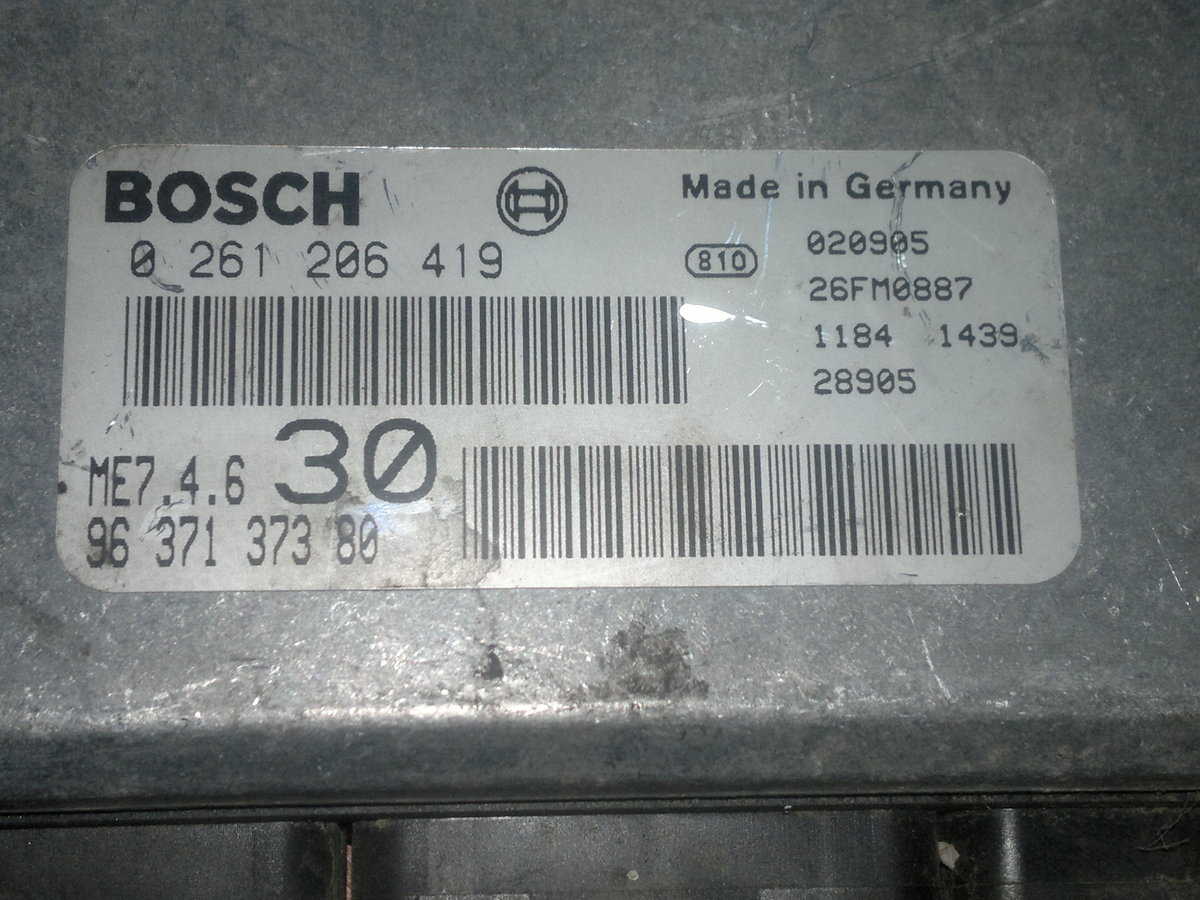 BOSCH
Made in Germany
0 261 206 419
810
020905
26FM0887
1184 1439
28905
ME7.4.6 30
96 371 373 80